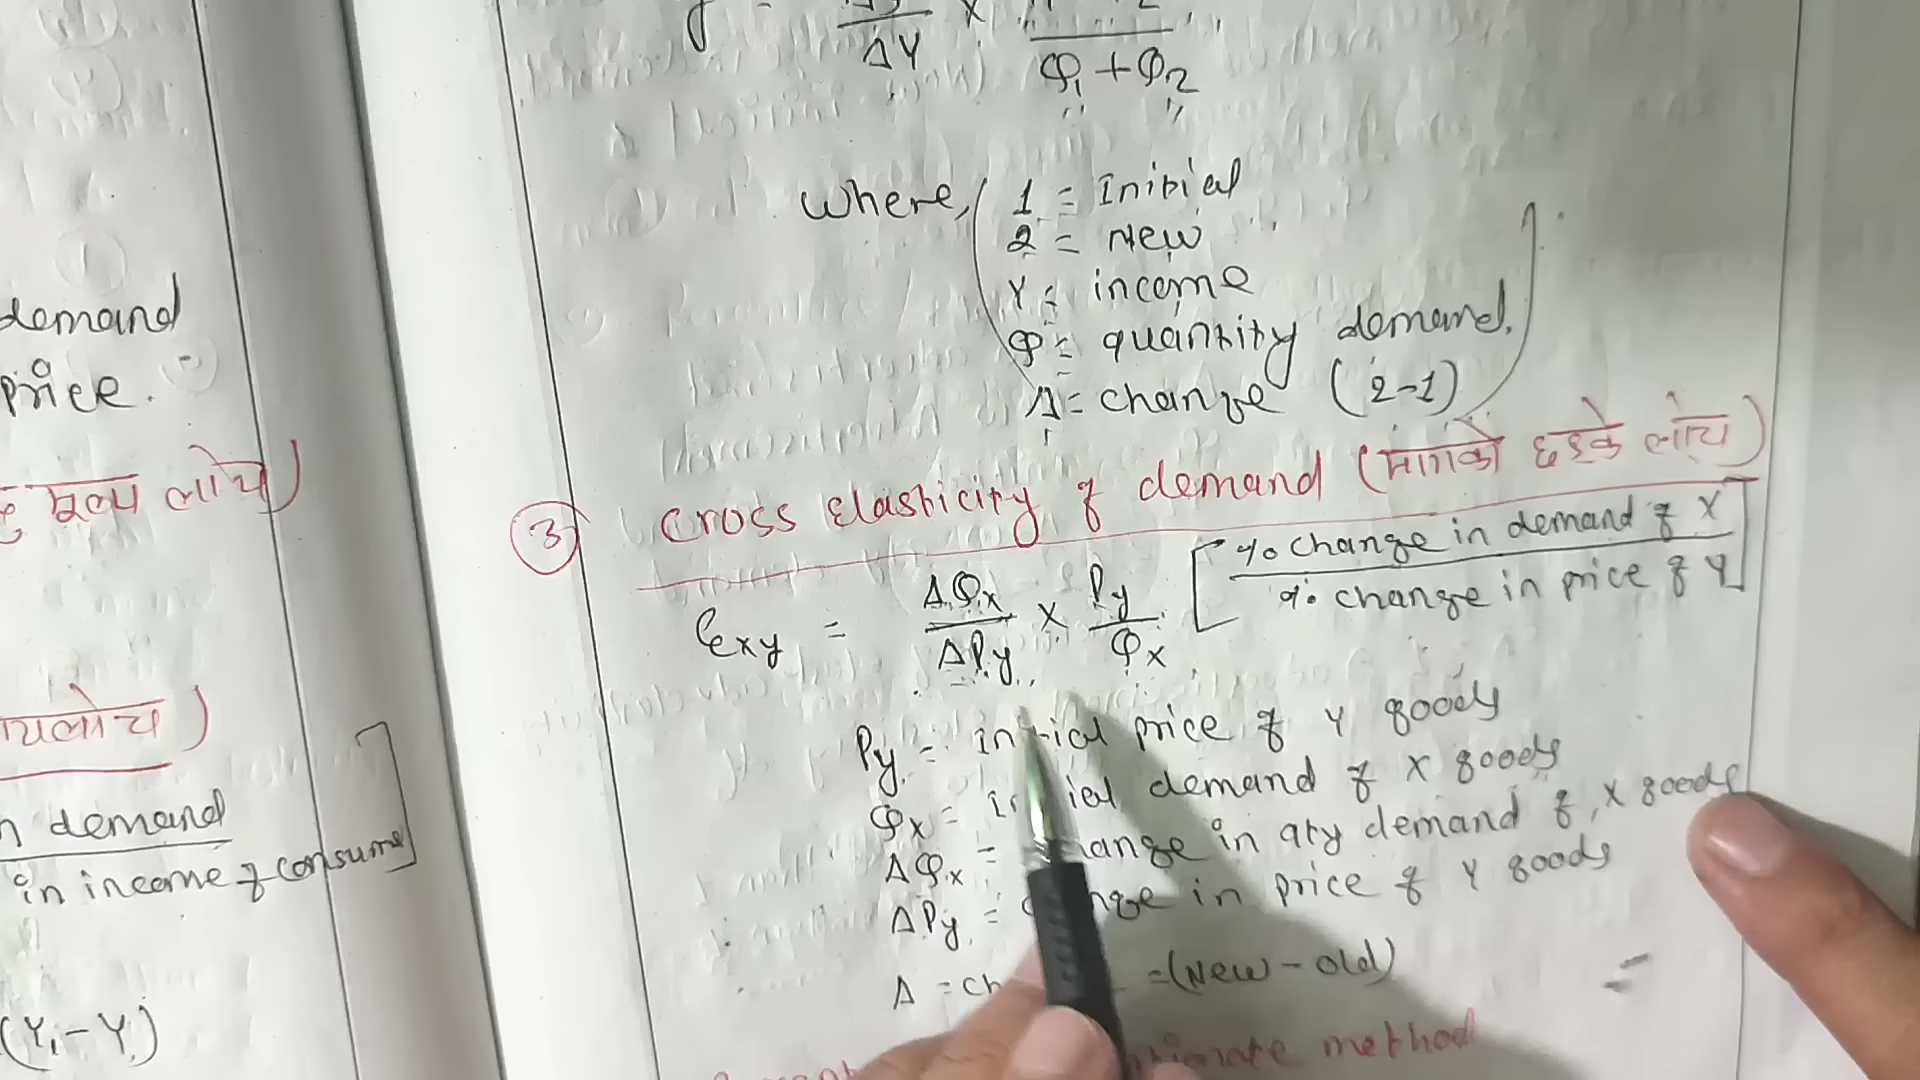 demand
price.
लोच)
)
n demand
in income of consume
(Y₁-Y)
ΔY
Q₁+Q₂
where, 1 = Initial
2 = New
Y = income
Q = quantity demand.
Δ = change (2-1)
③ cross elasticity of demand (मागको छड्के लोच)
Exy = ΔQx/ΔPy × Py/Qx [% change in demand of X / % change in price of Y]
Py = initial price of Y goods
Qx = initial demand of X goods
ΔQx = change in qty demand of X goods
ΔPy = change in price of Y goods
Δ = ch =(New-old)
method